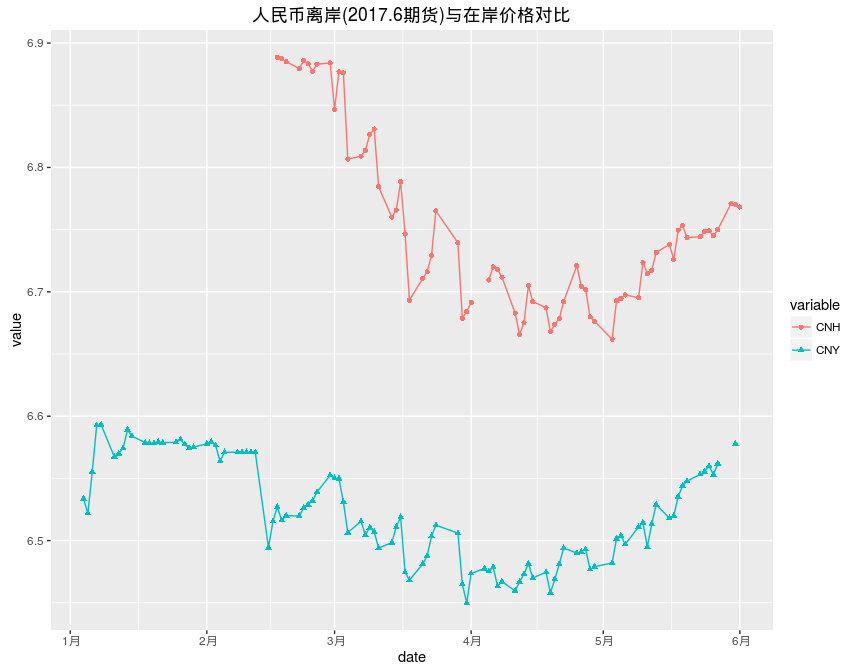 人民币离岸(2017.6期货)与在岸价格对比
value
6.9
6.8
6.7
6.6
6.5
1月
2月
3月
4月
5月
6月
date
variable
CNH
CNY